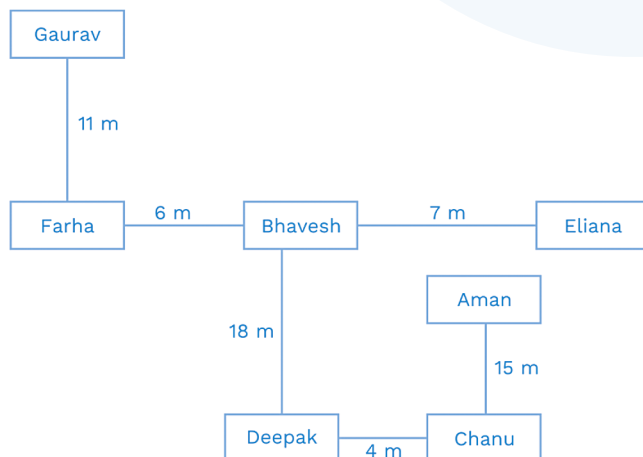 Gaurav
11 m
Farha
6 m
Bhavesh
7 m
Eliana
Aman
18 m
15 m
Deepak
4 m
Chanu